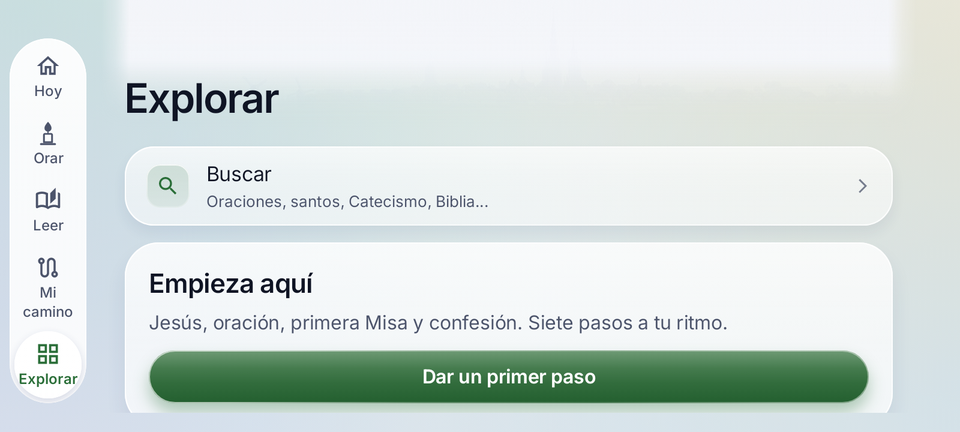 Hoy
Orar
Leer
Mi
camino
Explorar
Explorar
Buscar
Oraciones, santos, Catecismo, Biblia...
Empieza aquí
Jesús, oración, primera Misa y confesión. Siete pasos a tu ritmo.
Dar un primer paso